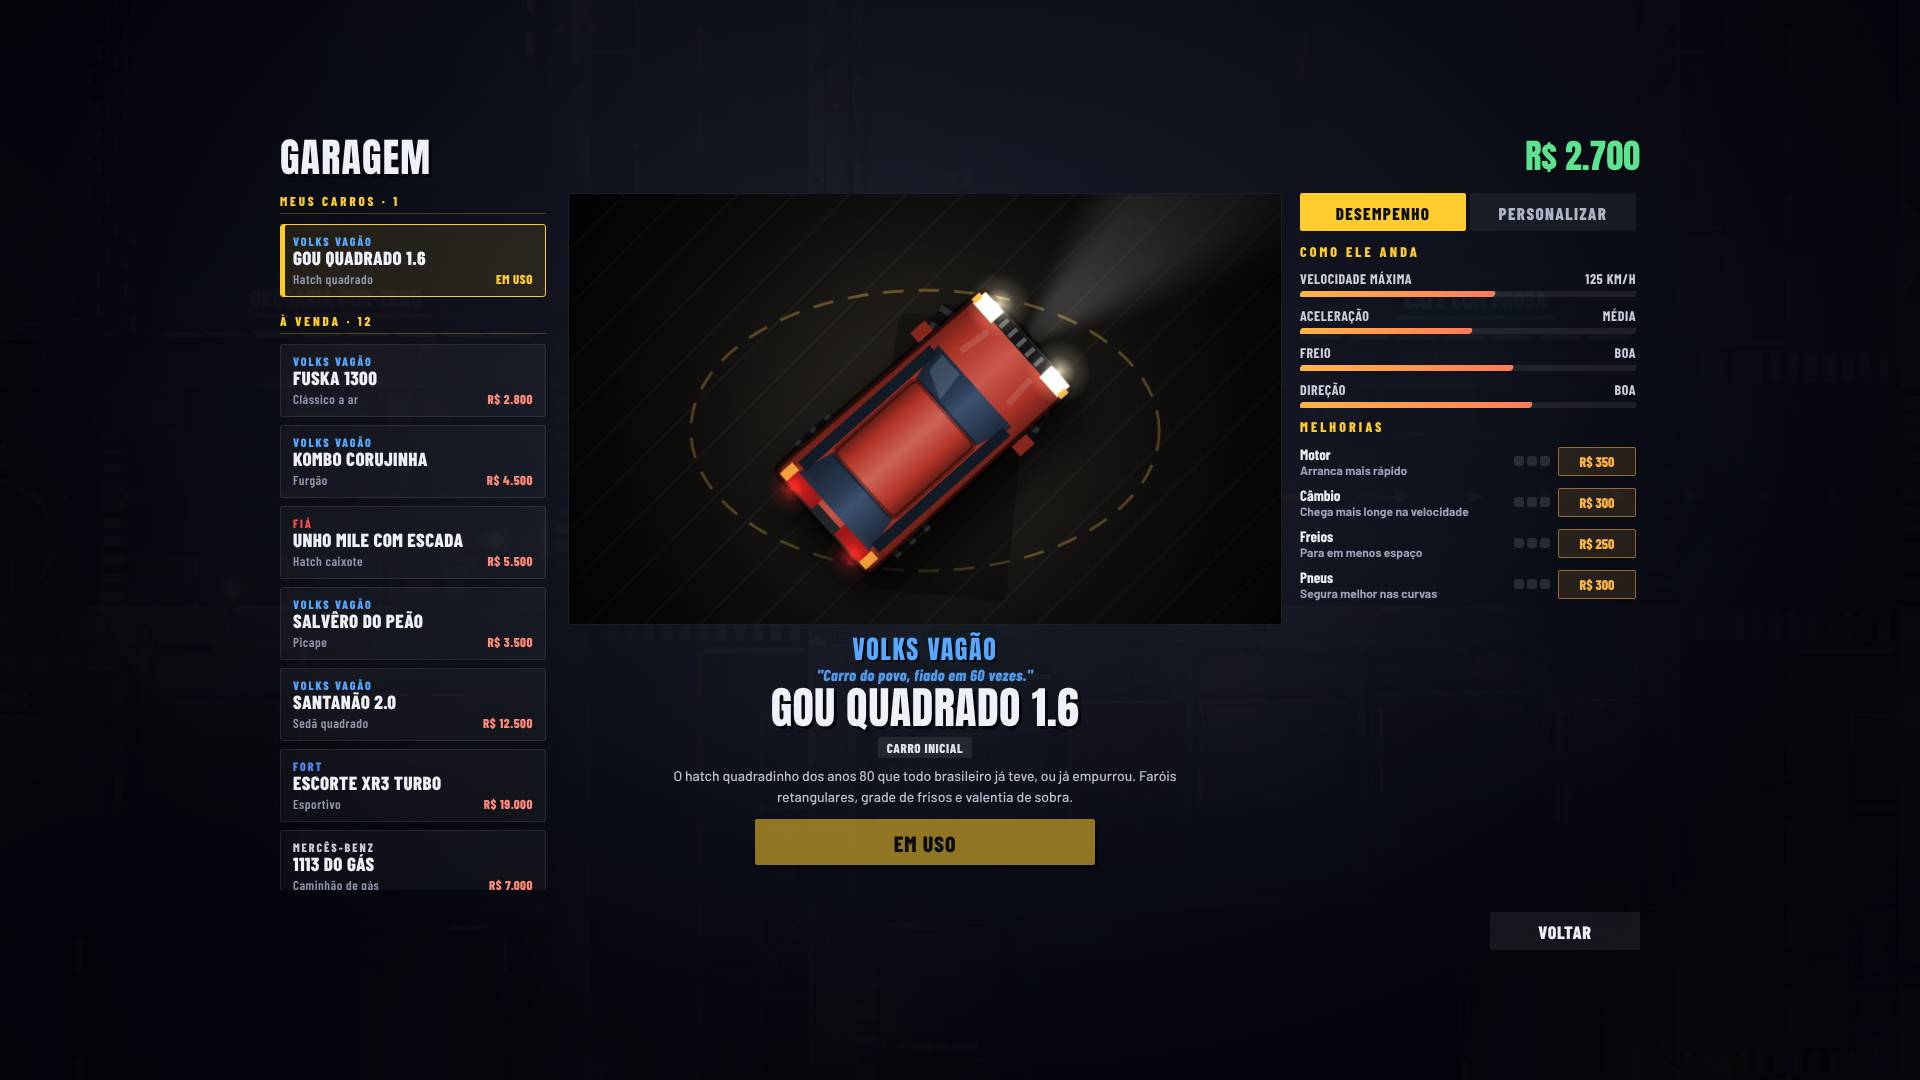 GARAGEM
R$ 2.700
MEUS CARROS · 1
VOLKS VAGÃO
GOU QUADRADO 1.6
Hatch quadrado
EM USO
À VENDA · 12
VOLKS VAGÃO
FUSKA 1300
Clássico a ar
R$ 2.800
VOLKS VAGÃO
KOMBO CORUJINHA
Furgão
R$ 4.500
FIÁ
UNHO MILE COM ESCADA
Hatch caixote
R$ 5.500
VOLKS VAGÃO
SALVÊRO DO PEÃO
Picape
R$ 3.500
VOLKS VAGÃO
SANTANÃO 2.0
Sedã quadrado
R$ 12.500
FORT
ESCORTE XR3 TURBO
Esportivo
R$ 19.000
MERCÊS-BENZ
1113 DO GÁS
Caminhão de gás
R$ 7.000
VOLKS VAGÃO
"Carro do povo, fiado em 60 vezes."
GOU QUADRADO 1.6
CARRO INICIAL
O hatch quadradinho dos anos 80 que todo brasileiro já teve, ou já empurrou. Faróis
retangulares, grade de frisos e valentia de sobra.
EM USO
DESEMPENHO
PERSONALIZAR
COMO ELE ANDA
VELOCIDADE MÁXIMA
125 KM/H
ACELERAÇÃO
MÉDIA
FREIO
BOA
DIREÇÃO
BOA
MELHORIAS
Motor
Arranca mais rápido
R$ 350
Câmbio
Chega mais longe na velocidade
R$ 300
Freios
Para em menos espaço
R$ 250
Pneus
Segura melhor nas curvas
R$ 300
VOLTAR